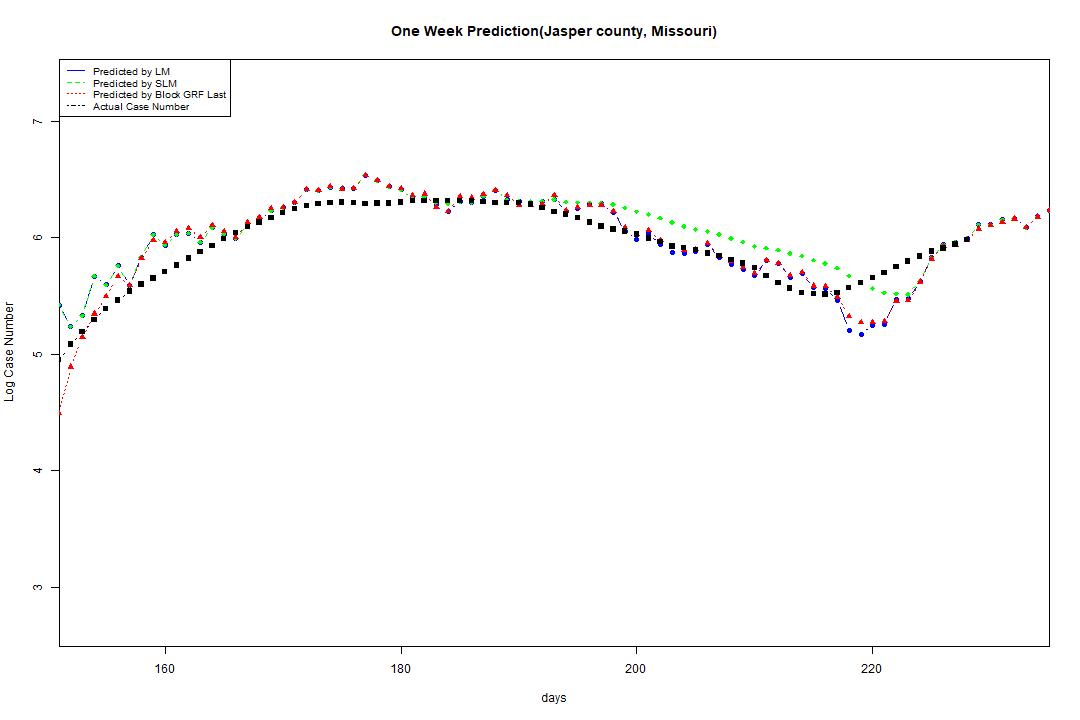 One Week Prediction(Jasper county, Missouri)
Predicted by LM
Predicted by SLM
Predicted by Block GRF Last
Actual Case Number
7
6
5
4
3
Log Case Number
160 180 200 220
days